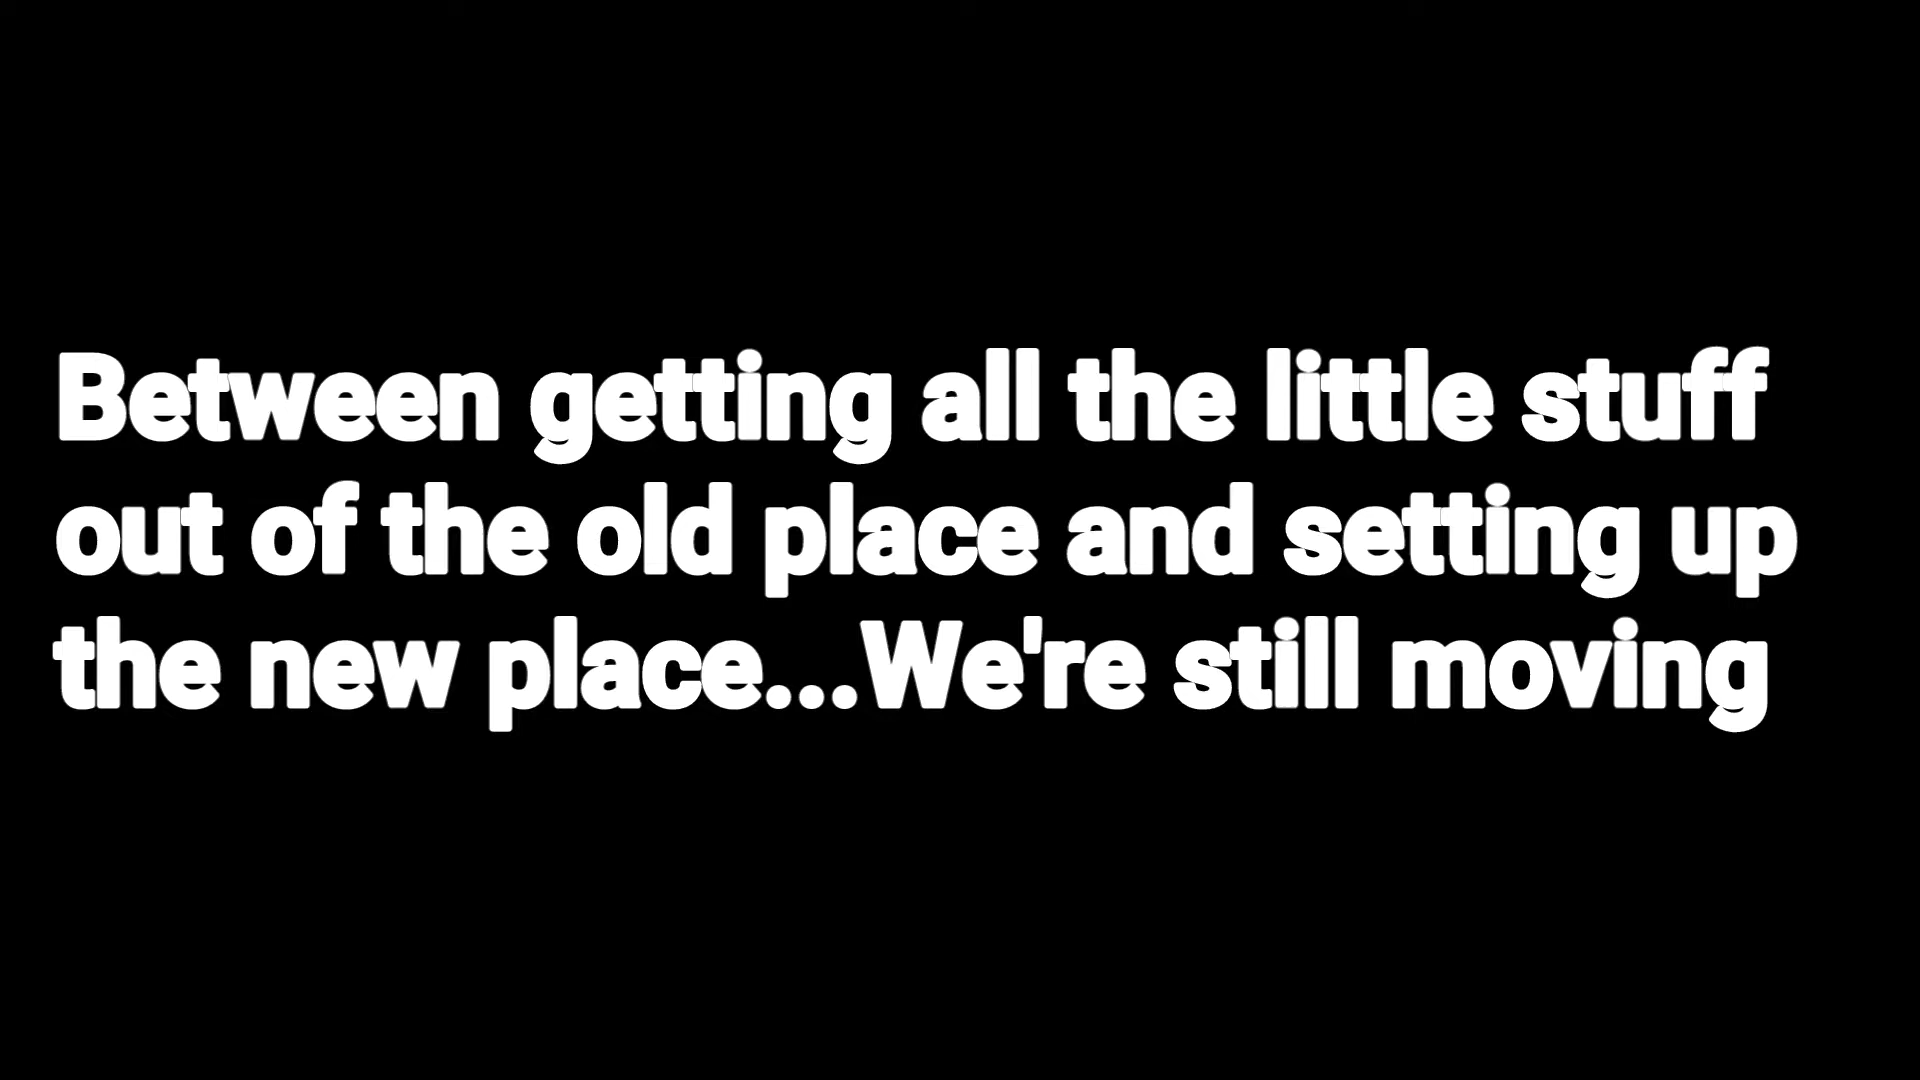 Between getting all the little stuff
out of the old place and setting up
the new place...We're still moving